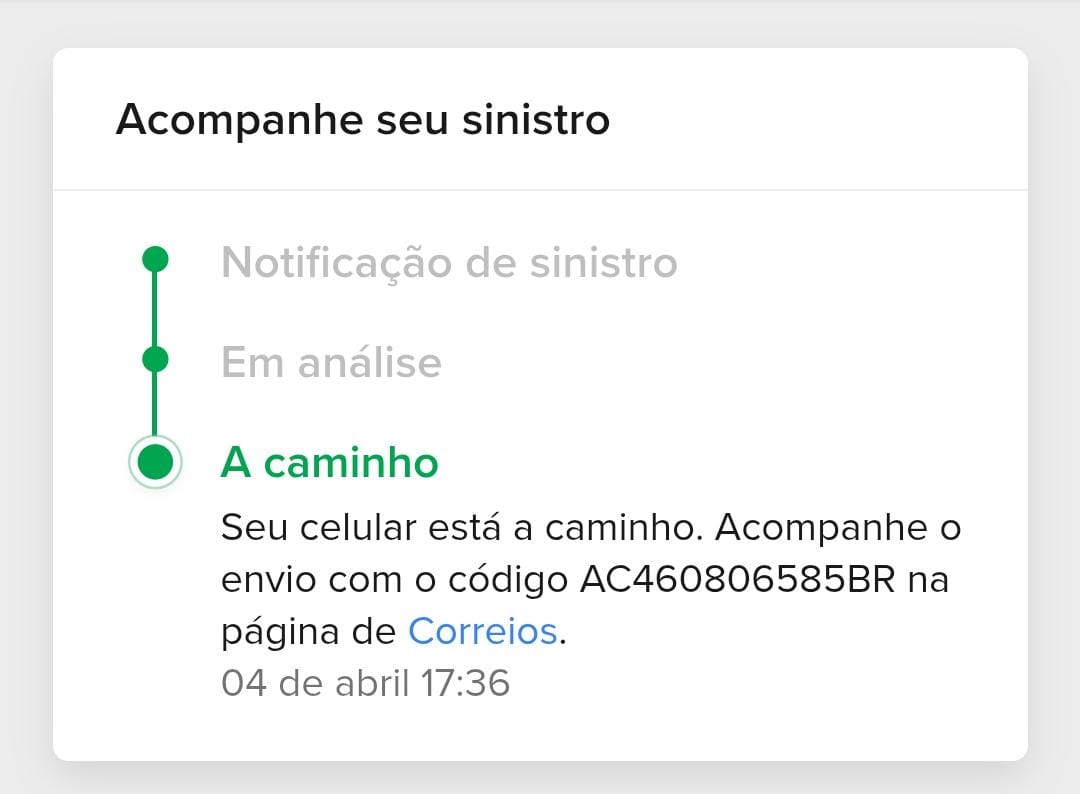 Acompanhe seu sinistro
Notificação de sinistro
Em análise
A caminho
Seu celular está a caminho. Acompanhe o
envio com o código AC460806585BR na
página de Correios.
04 de abril 17:36